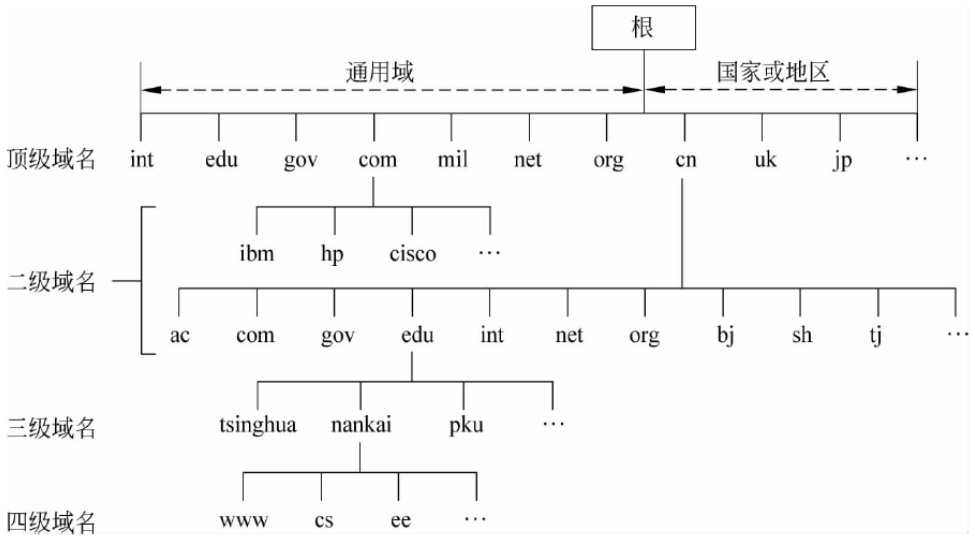 根
通用域 国家或地区
顶级域名 int edu gov com mil net org cn uk jp …
ibm hp cisco …
二级域名
ac com gov edu int net org bj sh tj …
三级域名 tsinghua nankai pku …
四级域名 www cs ee …